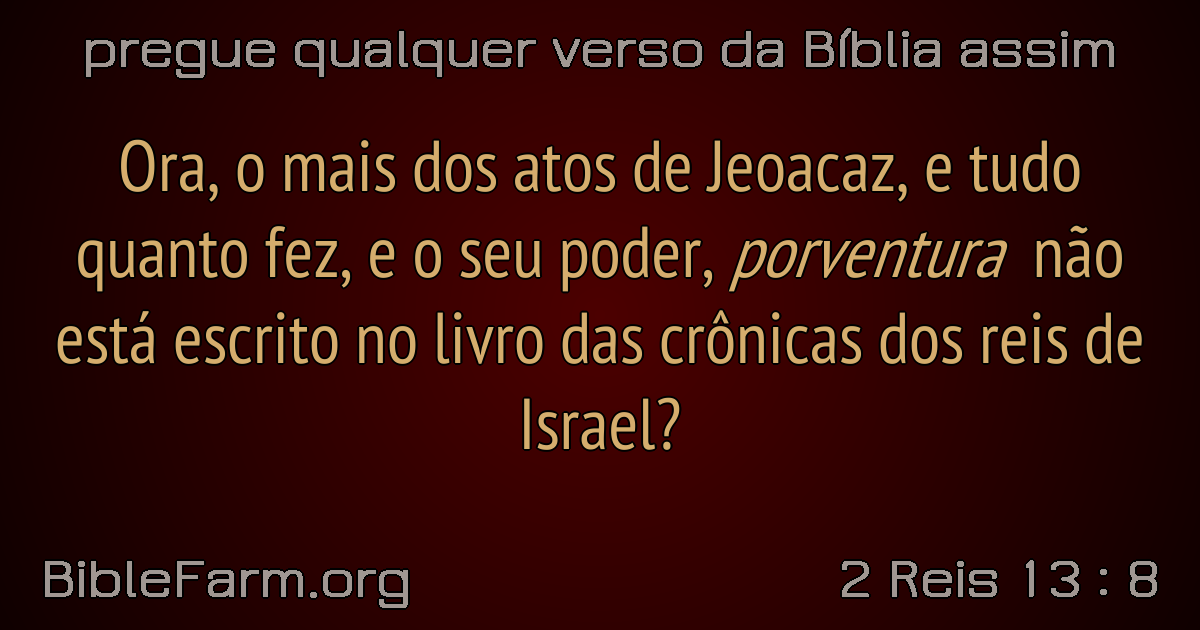 pregue qualquer verso da Bíblia assim
Ora, o mais dos atos de Jeoacaz, e tudo
quanto fez, e o seu poder, porventura não
está escrito no livro das crônicas dos reis de
Israel?
BibleFarm.org
2 Reis 13 : 8